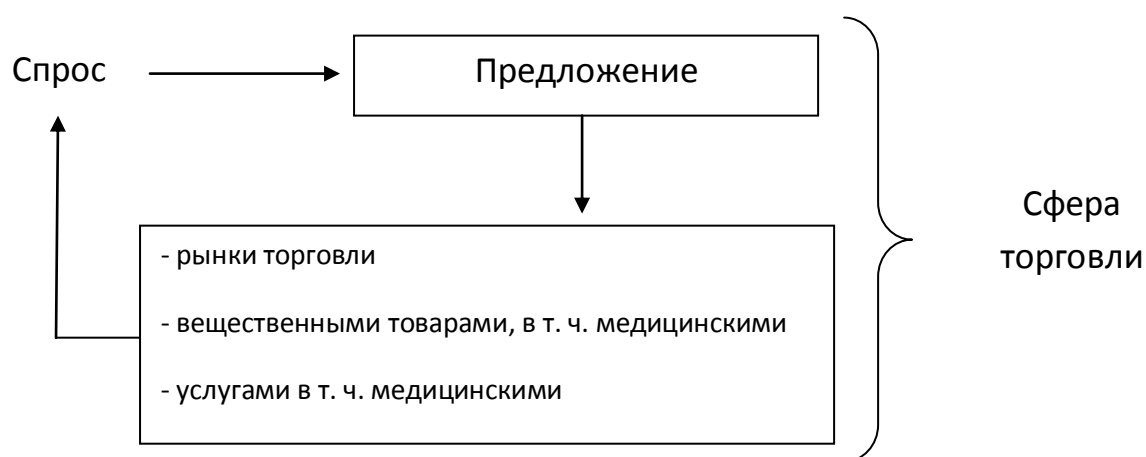 Спрос
Предложение
- рынки торговли
- вещественными товарами, в т. ч. медицинскими
- услугами в т. ч. медицинскими
Сфера
торговли